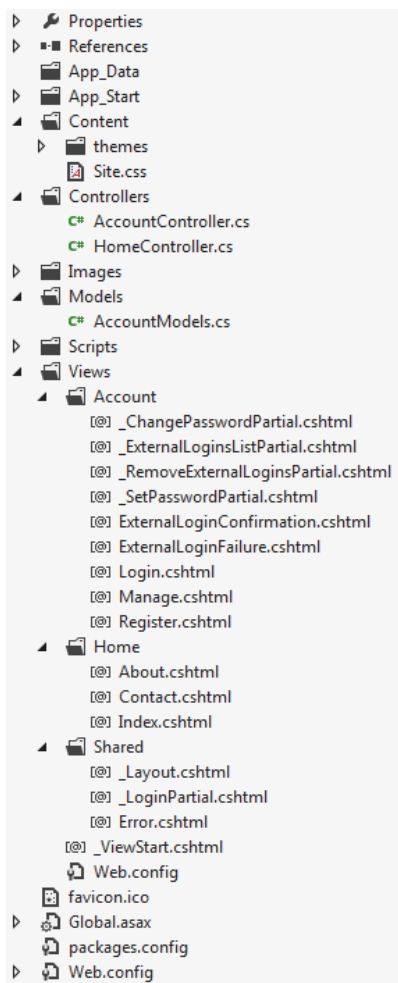 Properties
References
App_Data
App_Start
Content
themes
Site.css
Controllers
C# AccountController.cs
C# HomeController.cs
Images
Models
C# AccountModels.cs
Scripts
Views
Account
[@] _ChangePasswordPartial.cshtml
[@] _ExternalLoginsListPartial.cshtml
[@] _RemoveExternalLoginsPartial.cshtml
[@] _SetPasswordPartial.cshtml
[@] ExternalLoginConfirmation.cshtml
[@] ExternalLoginFailure.cshtml
[@] Login.cshtml
[@] Manage.cshtml
[@] Register.cshtml
Home
[@] About.cshtml
[@] Contact.cshtml
[@] Index.cshtml
Shared
[@] _Layout.cshtml
[@] _LoginPartial.cshtml
[@] Error.cshtml
[@] _ViewStart.cshtml
Web.config
favicon.ico
Global.asax
packages.config
Web.config